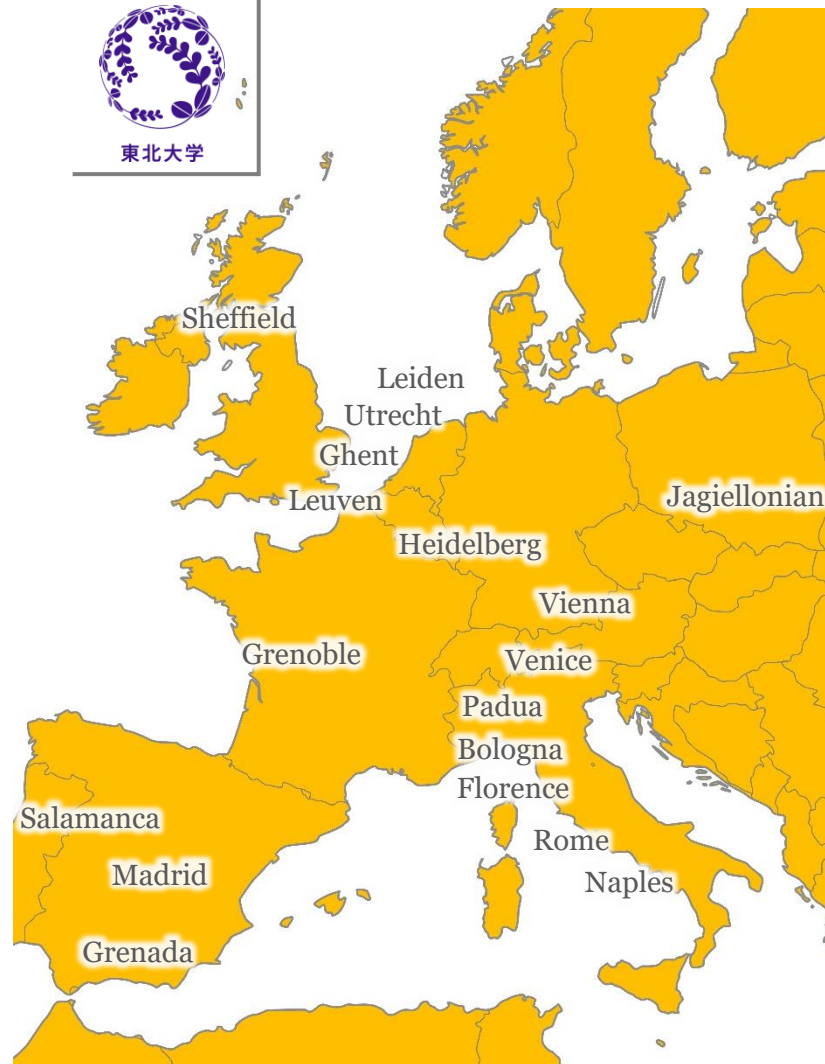 東北大学
Sheffield
Leiden
Utrecht
Ghent
Leuven
Jagiellonian
Heidelberg
Vienna
Grenoble
Venice
Padua
Bologna
Florence
Salamanca
Rome
Madrid
Naples
Grenada